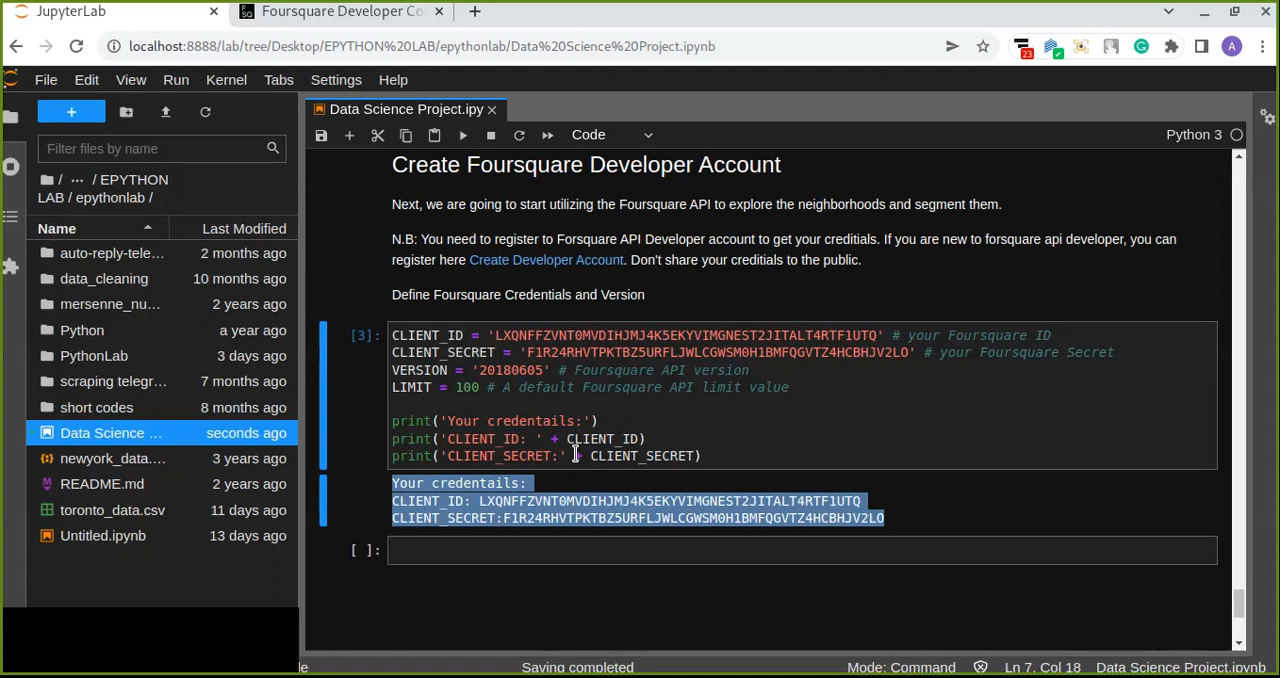 JupyterLab
Foursquare Developer Co
localhost:8888/lab/tree/Desktop/EPYTHON%20LAB/epythonlab/Data%20Science%20Project.ipynb
23
A
File Edit View Run Kernel Tabs Settings Help
Data Science Project.ipy
Code
Python 3
Filter files by name
/ ··· / EPYTHON
LAB / epythonlab /
Name Last Modified
auto-reply-tele… 2 months ago
data_cleaning 10 months ago
mersenne_nu… 2 years ago
Python a year ago
PythonLab 3 days ago
scraping telegr… 7 months ago
short codes 8 months ago
Data Science … seconds ago
newyork_data.… 3 years ago
README.md 2 years ago
toronto_data.csv 11 days ago
Untitled.ipynb 13 days ago
Create Foursquare Developer Account
Next, we are going to start utilizing the Foursquare API to explore the neighborhoods and segment them.
N.B: You need to register to Forsquare API Developer account to get your creditials. If you are new to forsquare api developer, you can
register here Create Developer Account. Don't share your creditials to the public.
Define Foursquare Credentials and Version
[3]: CLIENT_ID = 'LXQNFFZVNT0MVDIHJMJ4K5EKYVIMGNEST2JITALT4RTF1UTQ' # your Foursquare ID
CLIENT_SECRET = 'F1R24RHVTPKTBZ5URFLJWLCGWSM0H1BMFQGVTZ4HCBHJV2LO' # your Foursquare Secret
VERSION = '20180605' # Foursquare API version
LIMIT = 100 # A default Foursquare API limit value
print('Your credentails:')
print('CLIENT_ID: ' + CLIENT_ID)
print('CLIENT_SECRET:' + CLIENT_SECRET)
Your credentails:
CLIENT_ID: LXQNFFZVNT0MVDIHJMJ4K5EKYVIMGNEST2JITALT4RTF1UTQ
CLIENT_SECRET:F1R24RHVTPKTBZ5URFLJWLCGWSM0H1BMFQGVTZ4HCBHJV2LO
[ ]:
le Saving completed Mode: Command Ln 7, Col 18 Data Science Project.ipynb